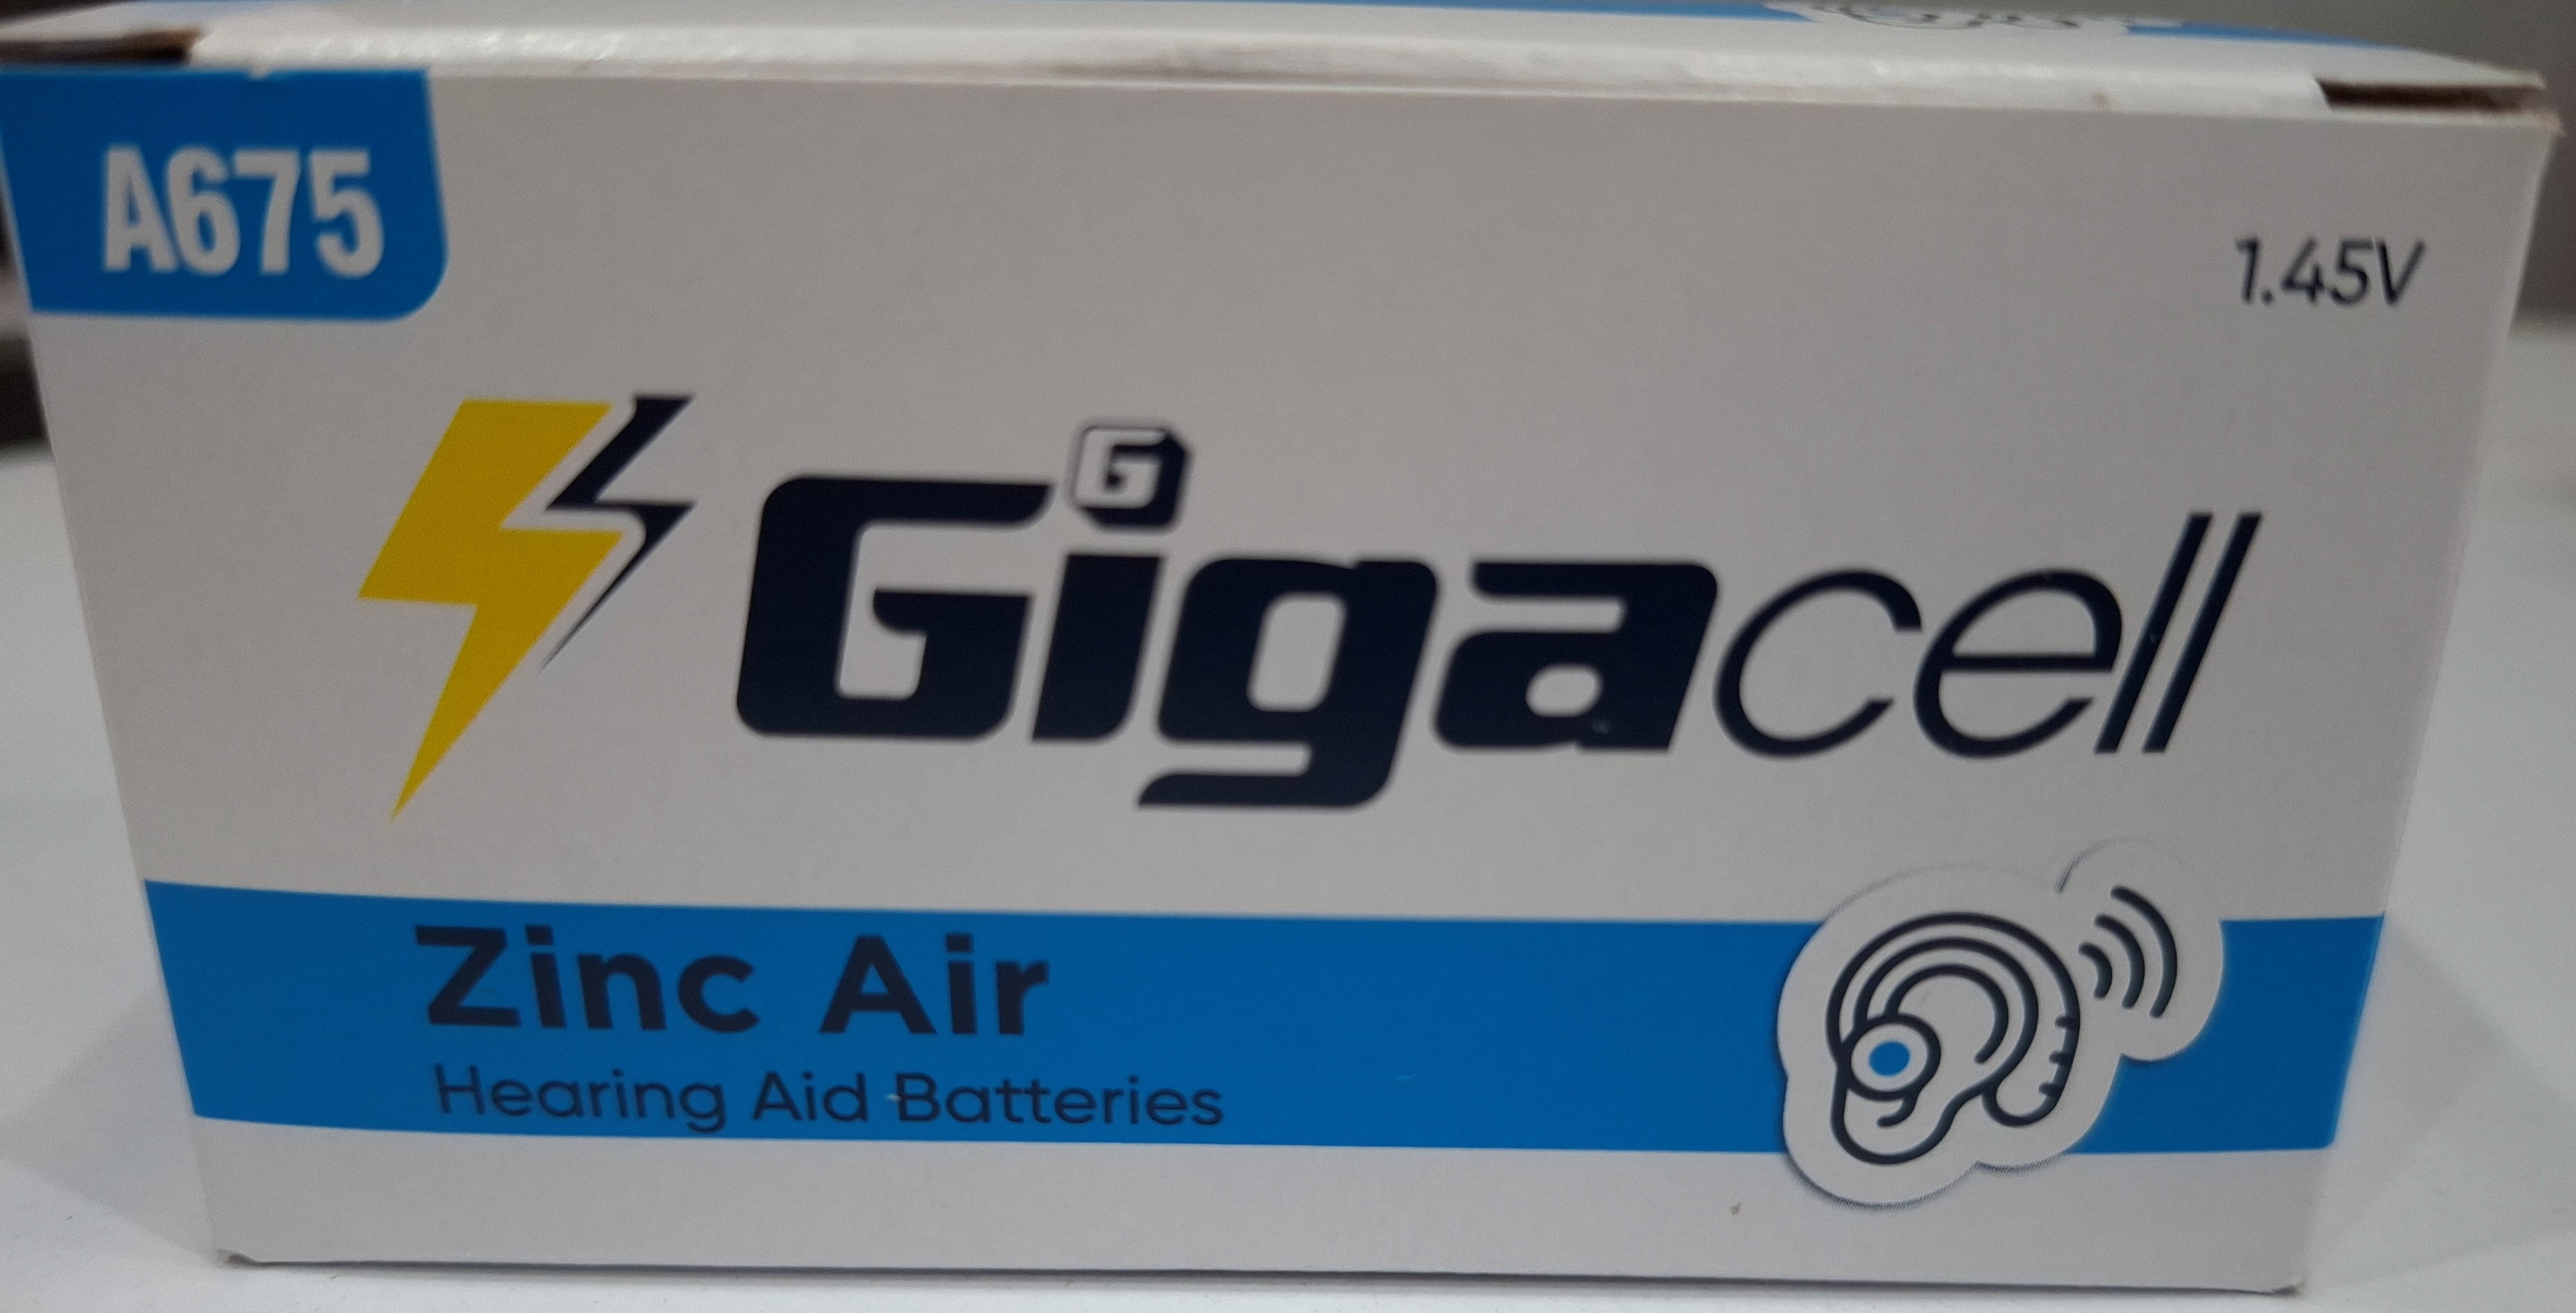 A675
1.45V
G
Gigacell
Zinc Air
Hearing Aid Batteries